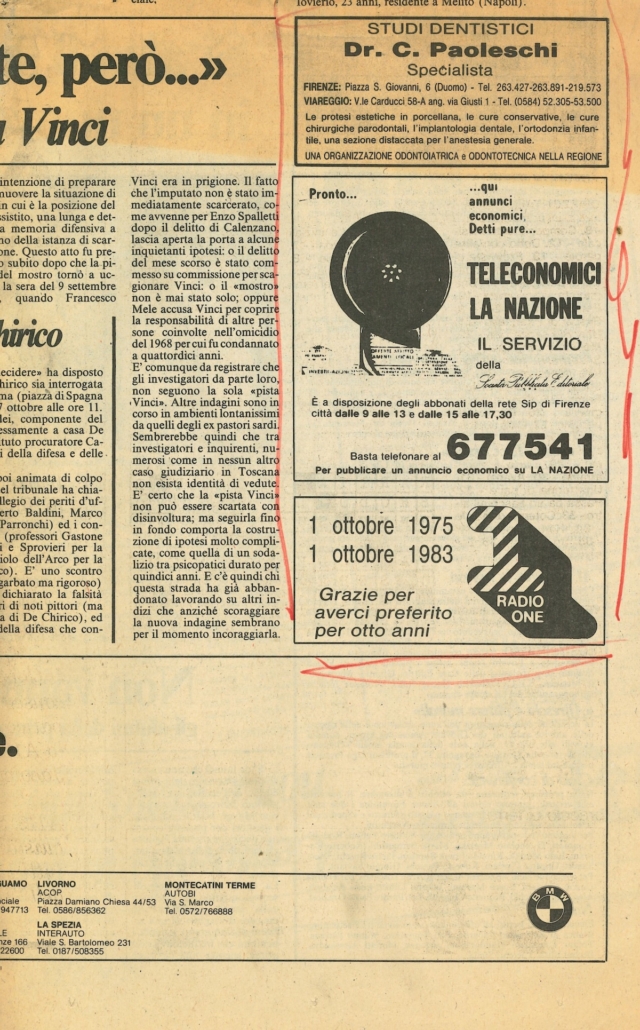 ciale,
lovierio, 23 anni, residente a Melito (Napoli).
te, però...»
Vinci
intenzione di preparare
muovere la situazione di
in cui è la posizione del
ssistito, una lunga e det-
a memoria difensiva a
no della istanza di scar-
one. Questo atto fu pre-
o subito dopo che la pi-
del mostro tornò a uc-
la sera del 9 settembre
, quando Francesco
hirico
ecidere» ha disposto
hirico sia interrogata
ma (piazza di Spagna
7 ottobre alle ore 11.
lei, componente del
essamente a casa De
tuto procuratore Ca-
i della difesa e delle
poi animata di colpo
el tribunale ha chia-
llegio dei periti d'uf-
erto Baldini, Marco
Parronchi) ed i con-
(professori Gastone
i e Sprovieri per la
iolo dell'Arco per la
co). E' uno scontro
garbato ma rigoroso)
dichiarato la falsità
ri di noti pittori (ma
a di De Chirico), ed
della difesa che con-
Vinci era in prigione. Il fatto
che l'imputato non è stato im-
mediatamente scarcerato, co-
me avvenne per Enzo Spalletti
dopo il delitto di Calenzano,
lascia aperta la porta a alcune
inquietanti ipotesi: o il delitto
del mese scorso è stato com-
messo su commissione per sca-
gionare Vinci: o il «mostro»
non è mai stato solo; oppure
Mele accusa Vinci per coprire
la responsabilità di altre per-
sone coinvolte nell'omicidio
del 1968 per cui fu condannato
a quattordici anni.
E' comunque da registrare che
gli investigatori da parte loro,
non seguono la sola «pista
Vinci». Altre indagini sono in
corso in ambienti lontanissimi
da quelli degli ex pastori sardi.
Sembrerebbe quindi che tra
investigatori e inquirenti, nu-
merosi come in nessun altro
caso giudiziario in Toscana
non esista identità di vedute.
E' certo che la «pista Vinci»
non può essere scartata con
disinvoltura; ma seguirla fino
in fondo comporta la costru-
zione di ipotesi molto compli-
cate, come quella di un soda-
lizio tra psicopatici durato per
quindici anni. E c'è quindi chi
questa strada ha già abban-
donato lavorando su altri in-
dizi che anziché scoraggiare
la nuova indagine sembrano
per il momento incoraggiarla.
STUDI DENTISTICI
Dr. C. Paoleschi
Specialista
FIRENZE: Piazza S. Giovanni, 6 (Duomo) - Tel. 263.427-263.891-219.573
VIAREGGIO: V.le Carducci 58-A ang. via Giusti 1 - Tel. (0584) 52.305-53.500
Le protesi estetiche in porcellana, le cure conservative, le cure
chirurgiche parodontali, l'implantologia dentale, l'ortodonzia infan-
tile, una sezione distaccata per l'anestesia generale.
UNA ORGANIZZAZIONE ODONTOIATRICA e ODONTOTECNICA NELLA REGIONE
Pronto...
...qui
annunci
economici.
Detti pure...
TELECONOMICI
LA NAZIONE
IL SERVIZIO
della
Società Pubblicità Editoriale
È a disposizione degli abbonati della rete Sip di Firenze
città dalle 9 alle 13 e dalle 15 alle 17,30
Basta telefonare al 677541
Per pubblicare un annuncio economico su LA NAZIONE
1 ottobre 1975
1 ottobre 1983
Grazie per
averci preferito
per otto anni
RADIO
ONE
e.
GUAMO
ciale
947713
LE
nze 166
22600
LIVORNO
ACOP
Piazza Damiano Chiesa 44/53
Tel. 0586/856362
LA SPEZIA
INTERAUTO
Viale S. Bartolomeo 231
Tel. 0187/508355
MONTECATINI TERME
AUTOBI
Via S. Marco
Tel. 0572/766888
BMW